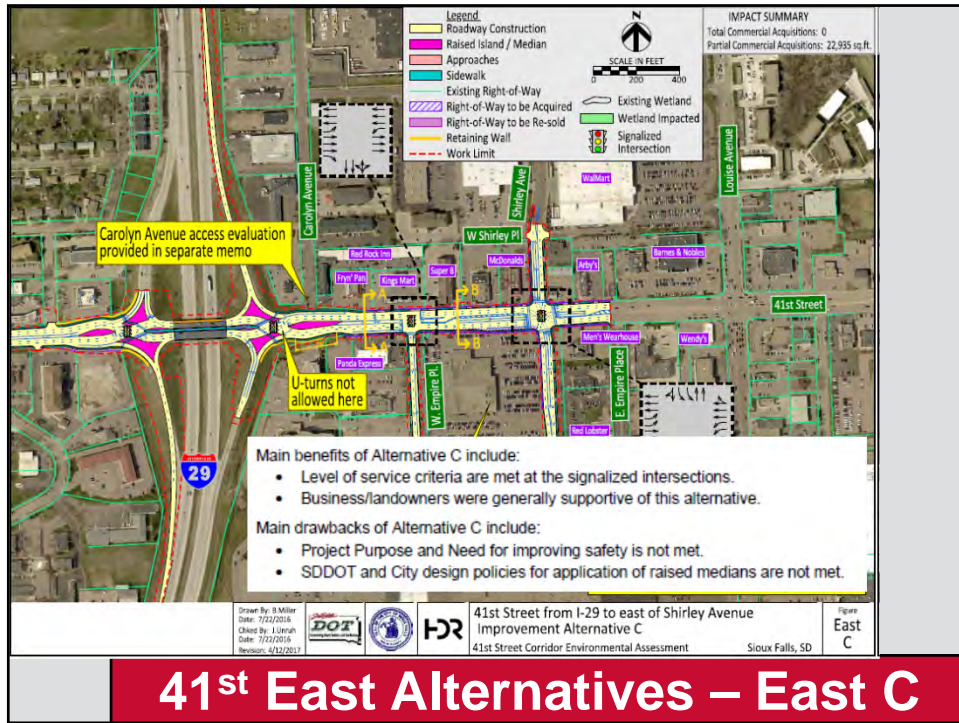 Legend
Roadway Construction
Raised Island / Median
Approaches
Sidewalk
Existing Right-of-Way
Right-of-Way to be Acquired
Right-of-Way to be Re-sold
Retaining Wall
Work Limit
N
SCALE IN FEET
0 200 400
Existing Wetland
Wetland Impacted
Signalized
Intersection
IMPACT SUMMARY
Total Commercial Acquisitions: 0
Partial Commercial Acquisitions: 22,935 sq.ft.
Carolyn Avenue
Shirley Ave
Louise Avenue
WalMart
Carolyn Avenue access evaluation
provided in separate memo
W Shirley Pl
Red Rock Inn
Fryn' Pan
Kings Mart
Super 8
McDonalds
Arby's
Barnes & Nobles
41st Street
A
B
A
B
Panda Express
Men's Wearhouse
Wendy's
U-turns not
allowed here
W. Empire Pl.
E. Empire Place
Red Lobster
INTERSTATE
29
Main benefits of Alternative C include:
• Level of service criteria are met at the signalized intersections.
• Business/landowners were generally supportive of this alternative.
Main drawbacks of Alternative C include:
• Project Purpose and Need for improving safety is not met.
• SDDOT and City design policies for application of raised medians are not met.
Drawn By: B.Miller
Date: 7/22/2016
Chked By: J.Unruh
Date: 7/22/2016
Revision: 4/12/2017
DOT
HDR
41st Street from I-29 to east of Shirley Avenue
Improvement Alternative C
41st Street Corridor Environmental Assessment
Sioux Falls, SD
Figure
East
C
41st East Alternatives – East C